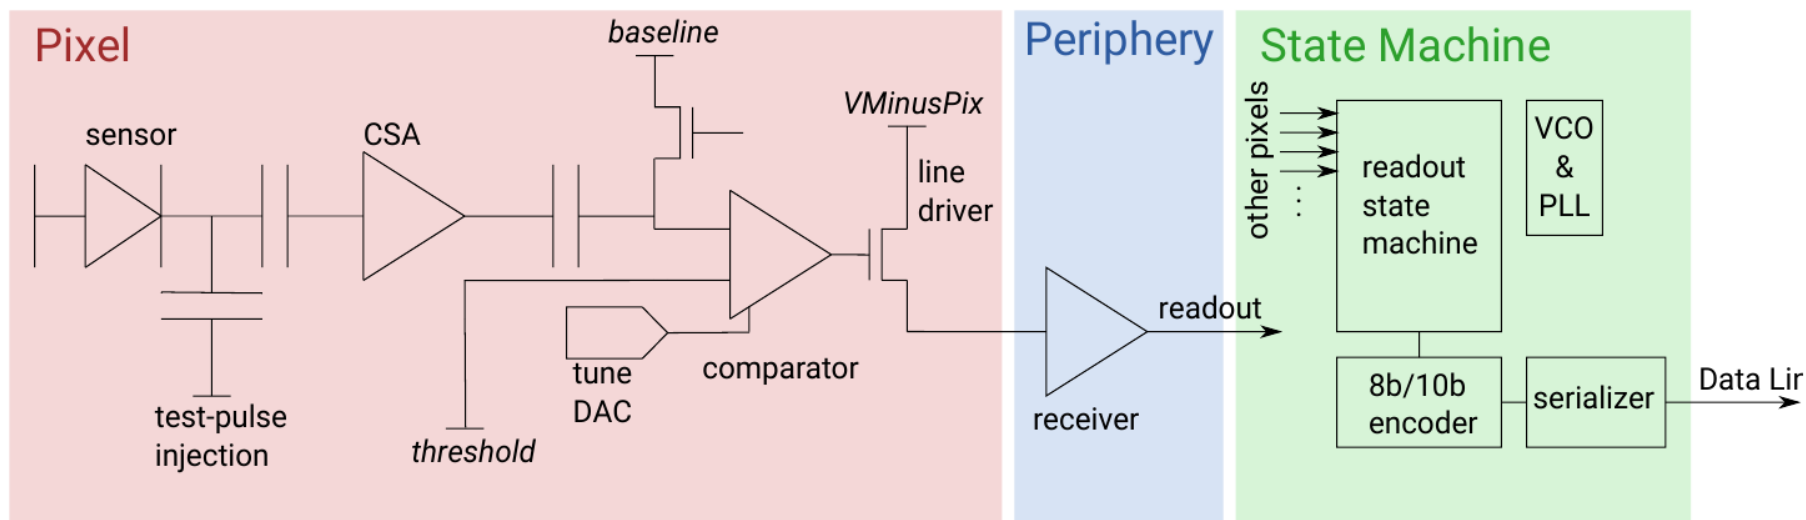 Pixel
baseline
VMinusPix
sensor
CSA
line
driver
tune
DAC
comparator
test-pulse
injection
threshold
Periphery
readout
receiver
State Machine
other pixels
readout
state
machine
VCO
&
PLL
8b/10b
encoder
serializer
Data